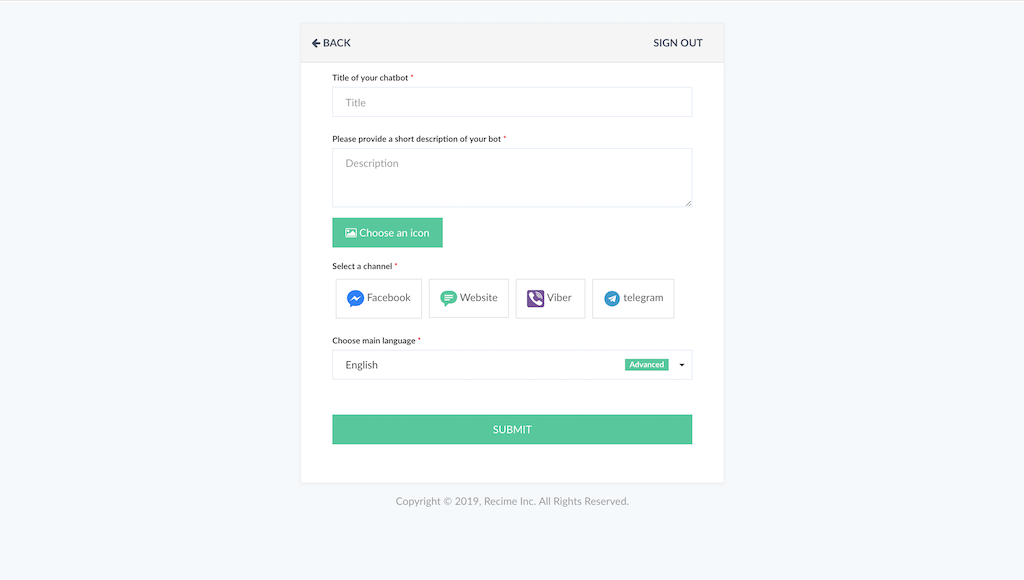 BACK SIGN OUT
Title of your chatbot *
Title
Please provide a short description of your bot *
Description
Choose an icon
Select a channel *
Facebook Website Viber telegram
Choose main language *
English Advanced
SUBMIT
Copyright © 2019, Recime Inc. All Rights Reserved.